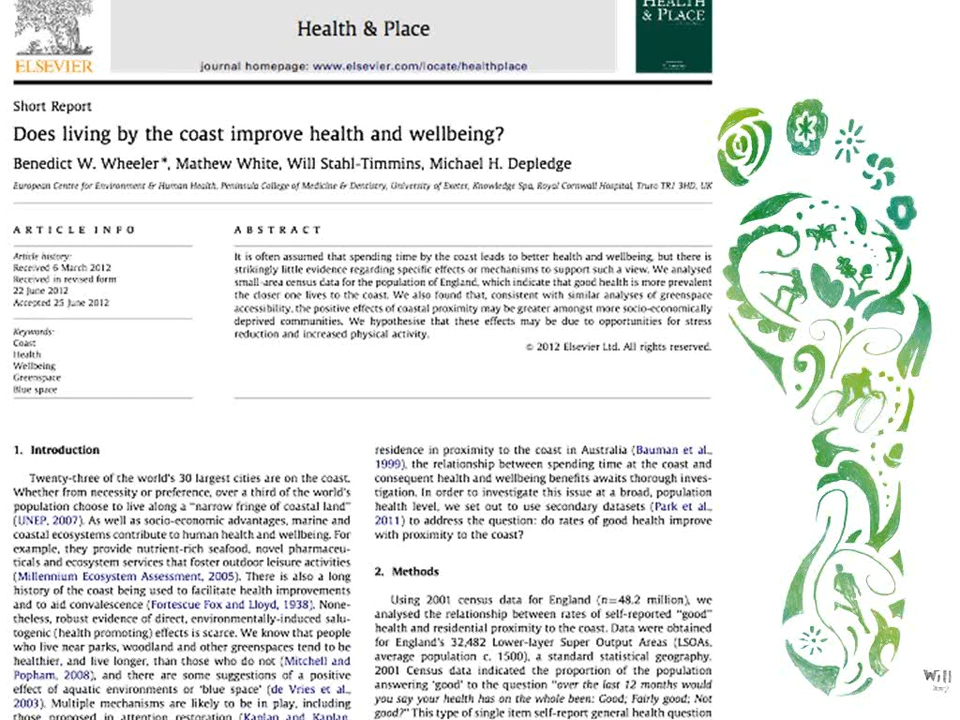 ELSEVIER
Health & Place
journal homepage: www.elsevier.com/locate/healthplace
HEALTH
& PLACE
Short Report
Does living by the coast improve health and wellbeing?
Benedict W. Wheeler*, Mathew White, Will Stahl-Timmins, Michael H. Depledge
European Centre for Environment & Human Health, Peninsula College of Medicine & Dentistry, University of Exeter, Knowledge Spa, Royal Cornwall Hospital, Truro TR1 3HD, UK
ARTICLE INFO
Article history:
Received 6 March 2012
Received in revised form
22 June 2012
Accepted 25 June 2012
Keywords:
Coast
Health
Wellbeing
Greenspace
Blue space
ABSTRACT
It is often assumed that spending time by the coast leads to better health and wellbeing, but there is
strikingly little evidence regarding specific effects or mechanisms to support such a view. We analysed
small-area census data for the population of England, which indicate that good health is more prevalent
the closer one lives to the coast. We also found that, consistent with similar analyses of greenspace
accessibility, the positive effects of coastal proximity may be greater amongst more socio-economically
deprived communities. We hypothesise that these effects may be due to opportunities for stress
reduction and increased physical activity.
© 2012 Elsevier Ltd. All rights reserved.
1. Introduction
Twenty-three of the world's 30 largest cities are on the coast.
Whether from necessity or preference, over a third of the world's
population choose to live along a "narrow fringe of coastal land"
(UNEP, 2007). As well as socio-economic advantages, marine and
coastal ecosystems contribute to human health and wellbeing. For
example, they provide nutrient-rich seafood, novel pharmaceu-
ticals and ecosystem services that foster outdoor leisure activities
(Millennium Ecosystem Assessment, 2005). There is also a long
history of the coast being used to facilitate health improvements
and to aid convalescence (Fortescue Fox and Lloyd, 1938). None-
theless, robust evidence of direct, environmentally-induced salu-
togenic (health promoting) effects is scarce. We know that people
who live near parks, woodland and other greenspaces tend to be
healthier, and live longer, than those who do not (Mitchell and
Popham, 2008), and there are some suggestions of a positive
effect of aquatic environments or 'blue space' (de Vries et al.,
2003). Multiple mechanisms are likely to be in play, including
those proposed in attention restoration (Kaplan and Kaplan,
residence in proximity to the coast in Australia (Bauman et al.,
1999), the relationship between spending time at the coast and
consequent health and wellbeing benefits awaits thorough inves-
tigation. In order to investigate this issue at a broad, population
health level, we set out to use secondary datasets (Park et al.,
2011) to address the question: do rates of good health improve
with proximity to the coast?
2. Methods
Using 2001 census data for England (n=48.2 million), we
analysed the relationship between rates of self-reported "good"
health and residential proximity to the coast. Data were obtained
for England's 32,482 Lower-layer Super Output Areas (LSOAs,
average population c. 1500), a standard statistical geography.
2001 Census data indicated the proportion of the population
answering 'good' to the question "over the last 12 months would
you say your health has on the whole been: Good; Fairly good; Not
good?" This type of single item self-report general health question
Will